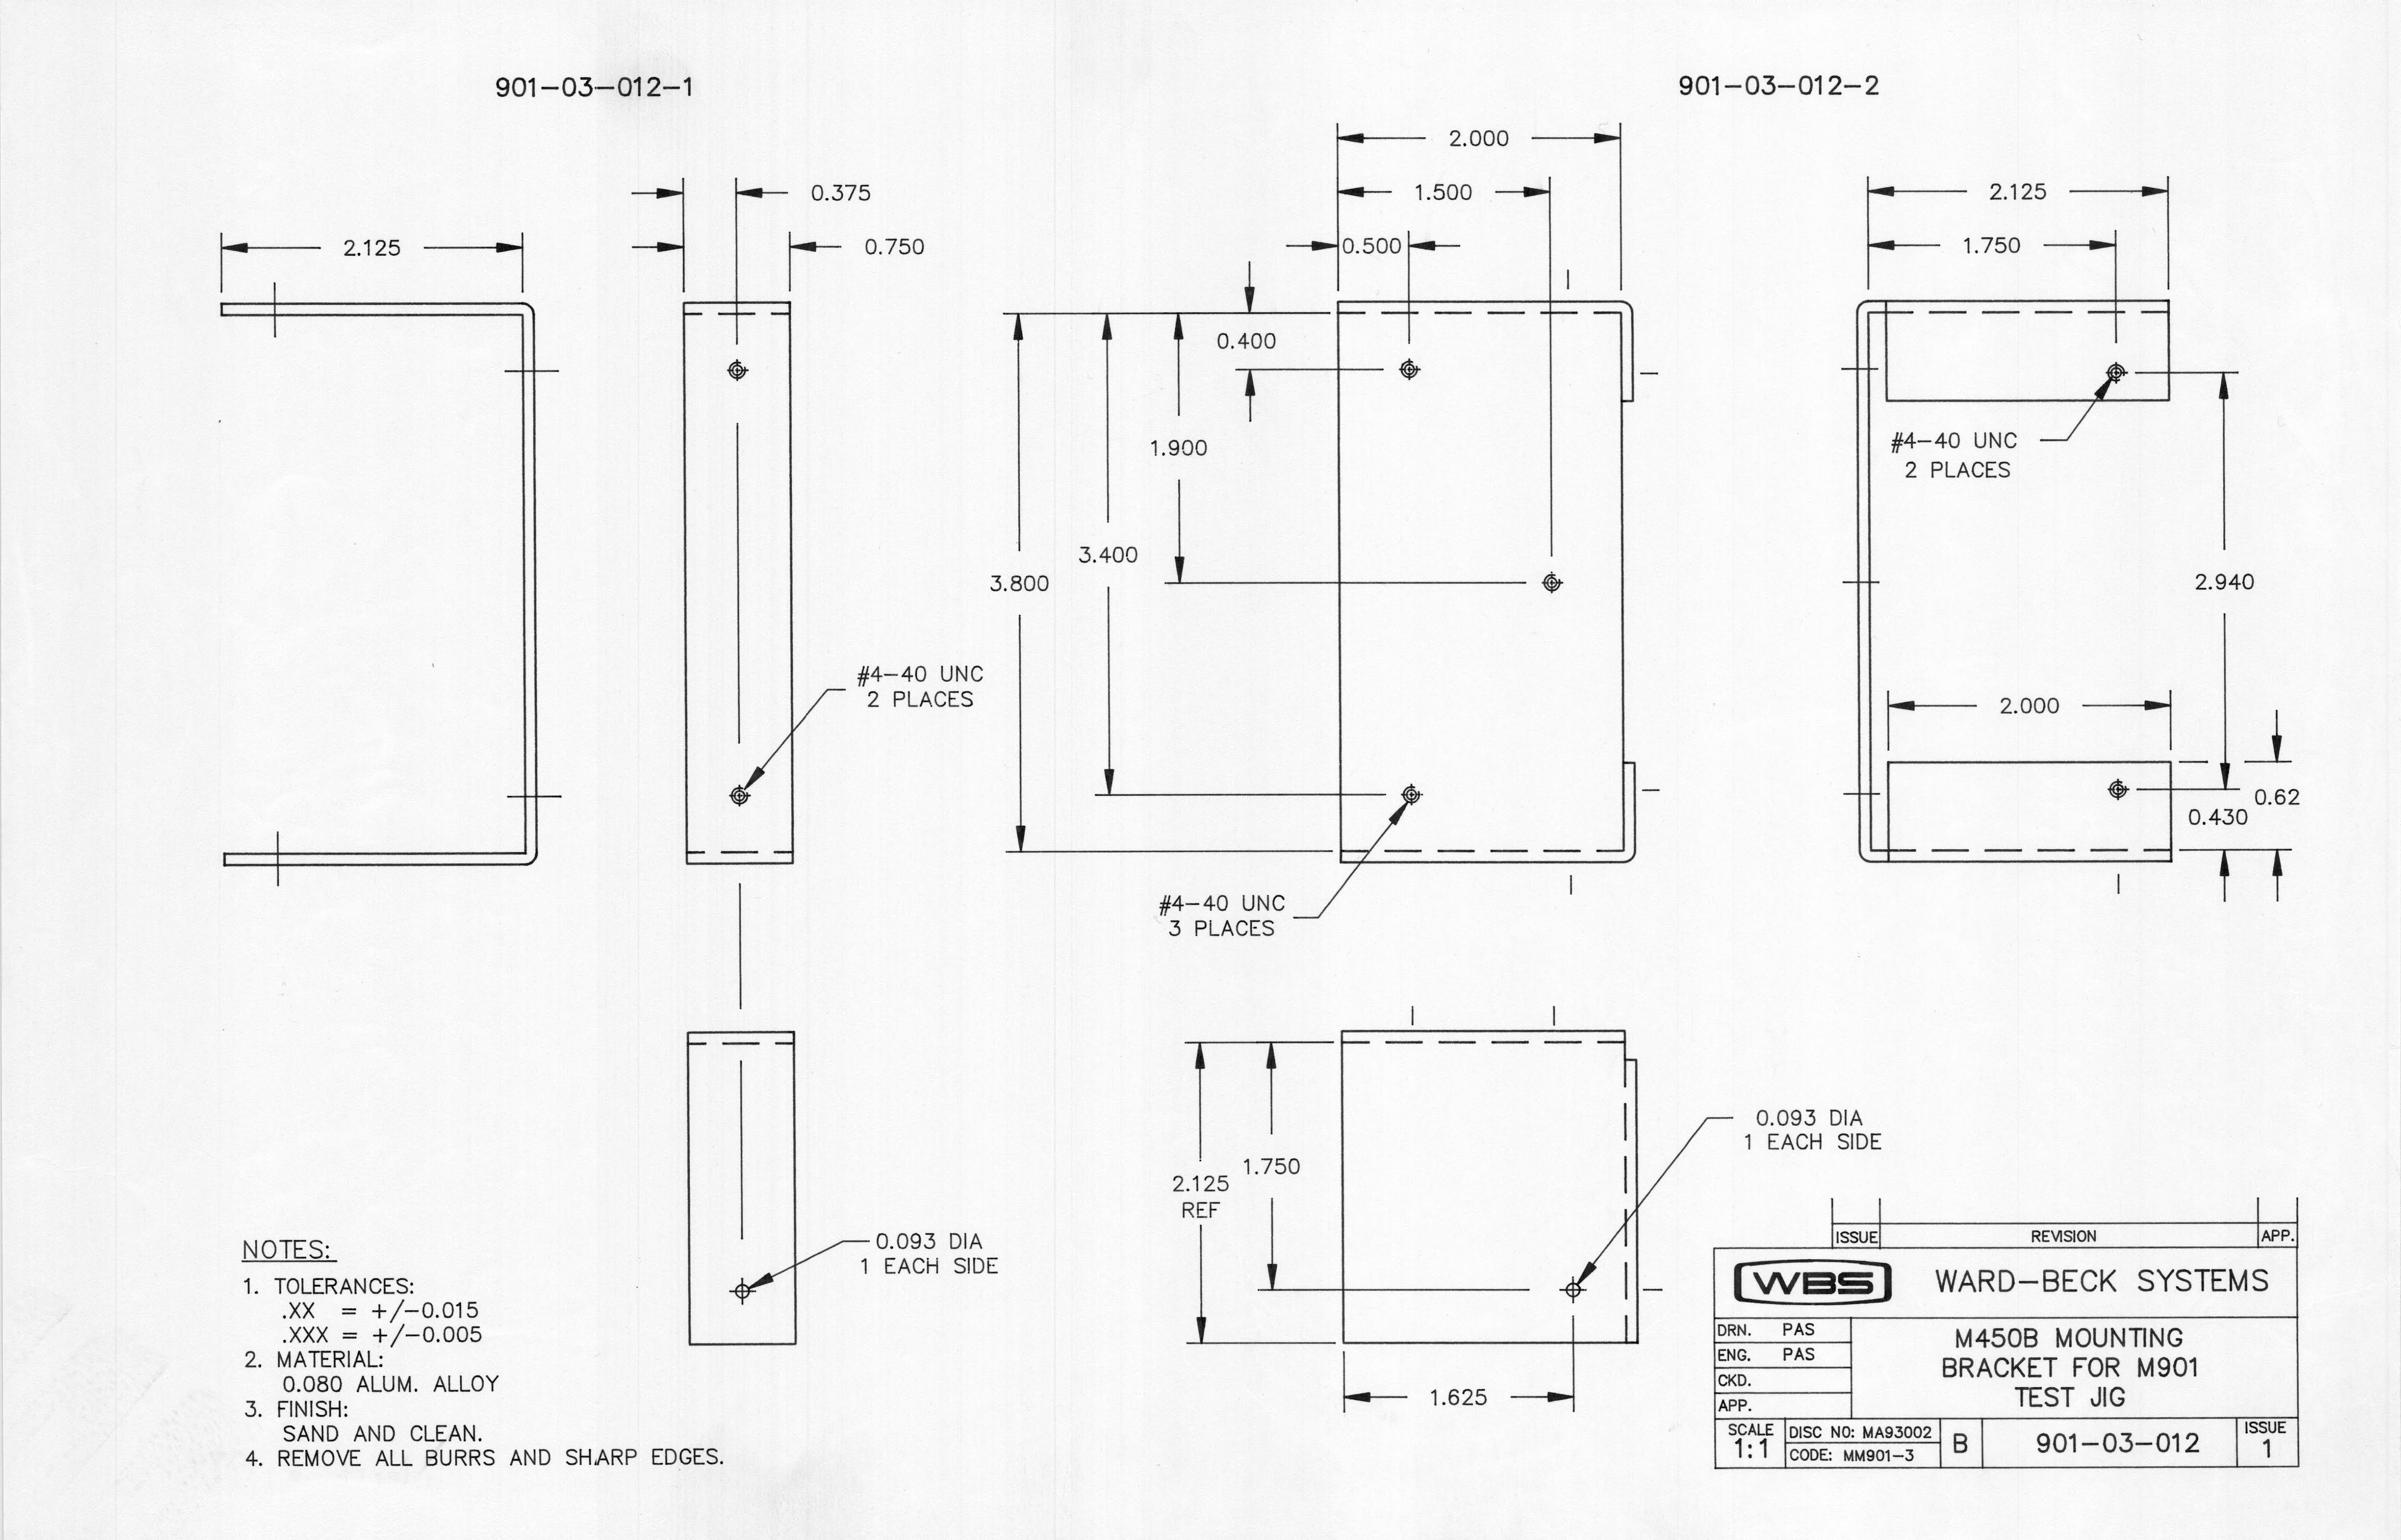 901-03-012-1
901-03-012-2
2.000
0.375
1.500
2.125
2.125
0.750
0.500
1.750
0.400
1.900
#4-40 UNC
2 PLACES
3.400
3.800
2.940
#4-40 UNC
2 PLACES
2.000
0.62
0.430
#4-40 UNC
3 PLACES
0.093 DIA
1 EACH SIDE
1.750
2.125
REF
0.093 DIA
1 EACH SIDE
1.625
NOTES:
1. TOLERANCES:
.XX = +/-0.015
.XXX = +/-0.005
2. MATERIAL:
0.080 ALUM. ALLOY
3. FINISH:
SAND AND CLEAN.
4. REMOVE ALL BURRS AND SHARP EDGES.
ISSUE REVISION APP.
WBS WARD-BECK SYSTEMS
DRN. PAS
ENG. PAS
CKD.
APP.
M450B MOUNTING
BRACKET FOR M901
TEST JIG
SCALE
1:1
DISC NO: MA93002
CODE: MM901-3
B
901-03-012
ISSUE
1